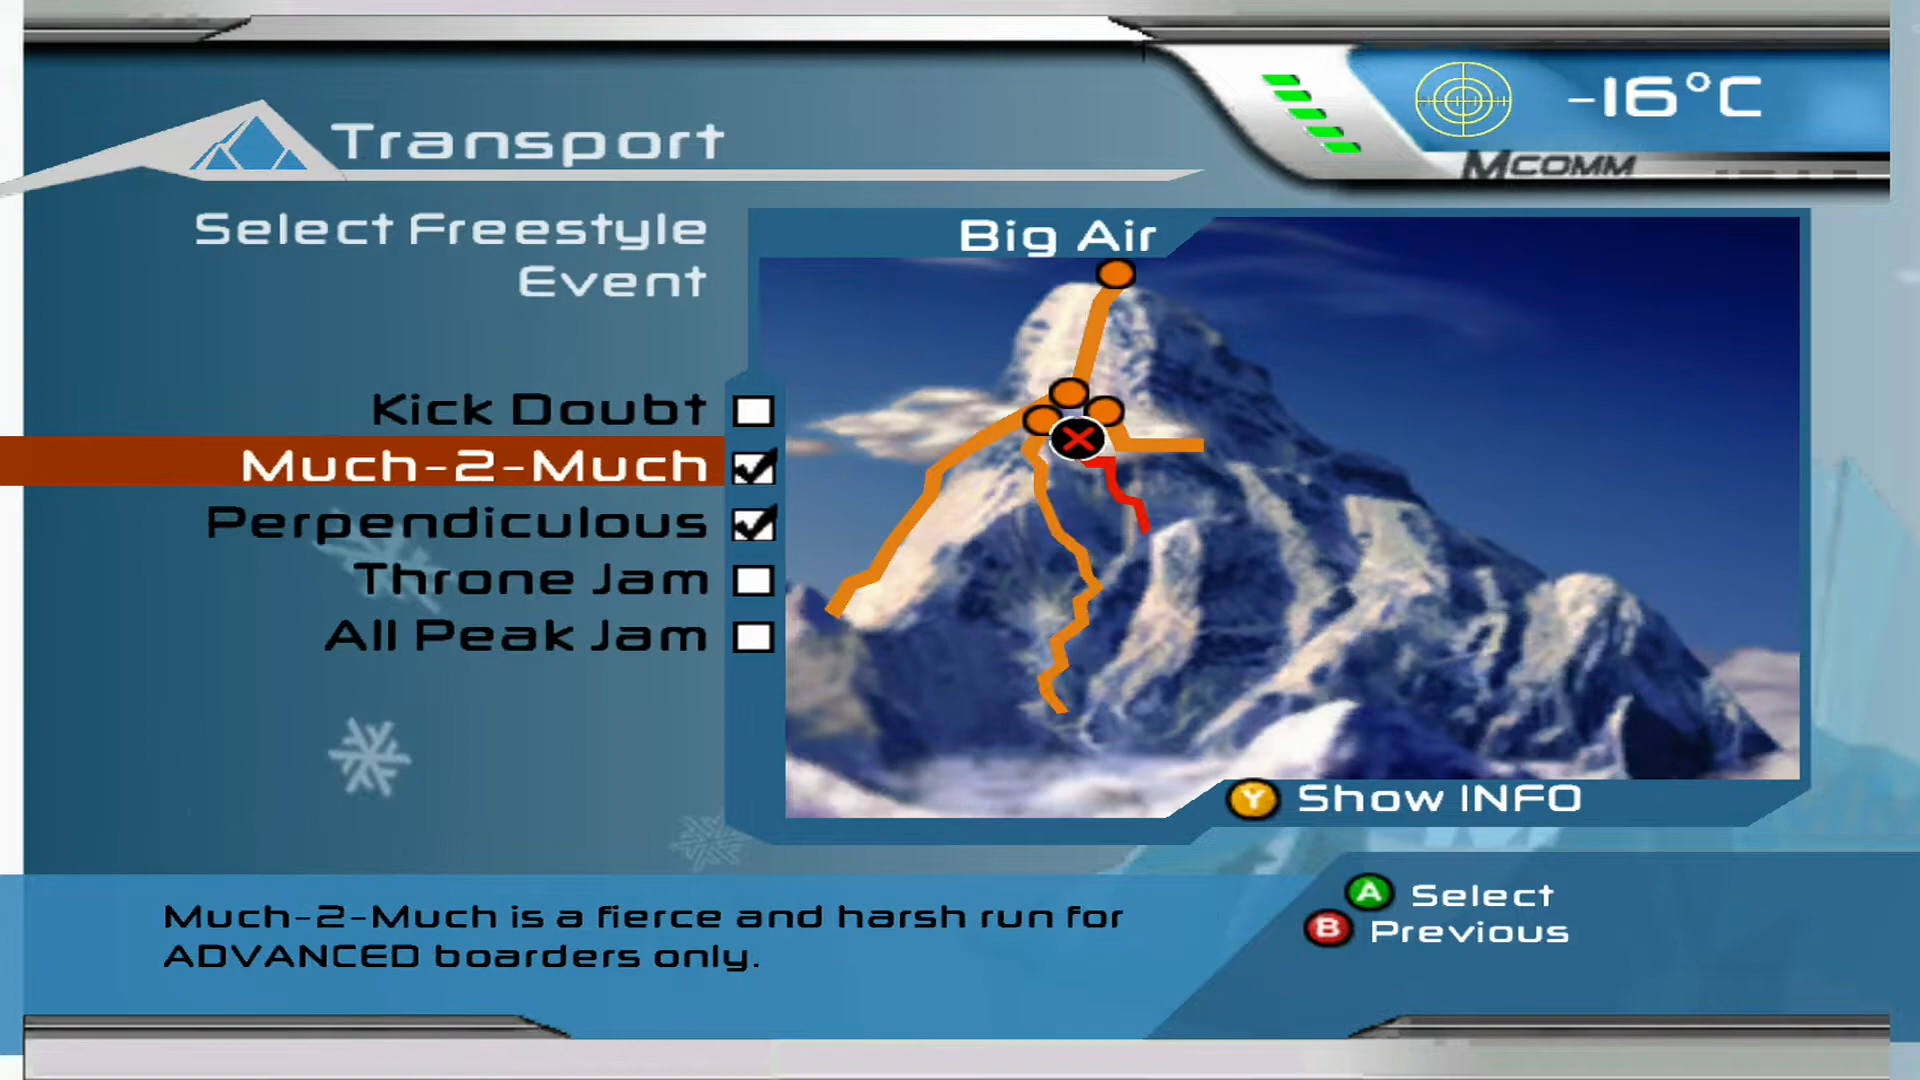 -16°C
MCOMM
Transport
Select Freestyle
Event
Big Air
Kick Doubt
Much-2-Much
Perpendiculous
Throne Jam
All Peak Jam
Y Show INFO
Much-2-Much is a fierce and harsh run for
ADVANCED boarders only.
A Select
B Previous